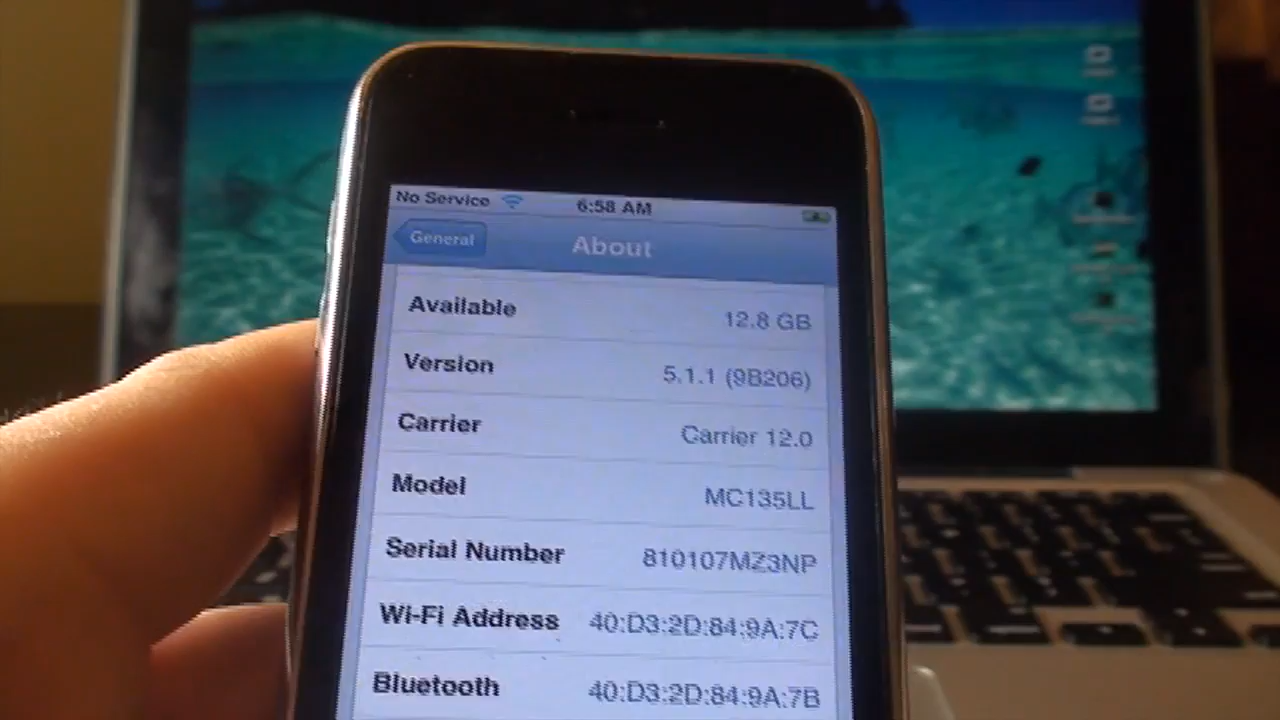 No Service 6:58 AM
General About
Available 12.8 GB
Version 5.1.1 (9B206)
Carrier Carrier 12.0
Model MC135LL
Serial Number 810107MZ3NP
Wi-Fi Address 40:D3:2D:84:9A:7C
Bluetooth 40:D3:2D:84:9A:7B